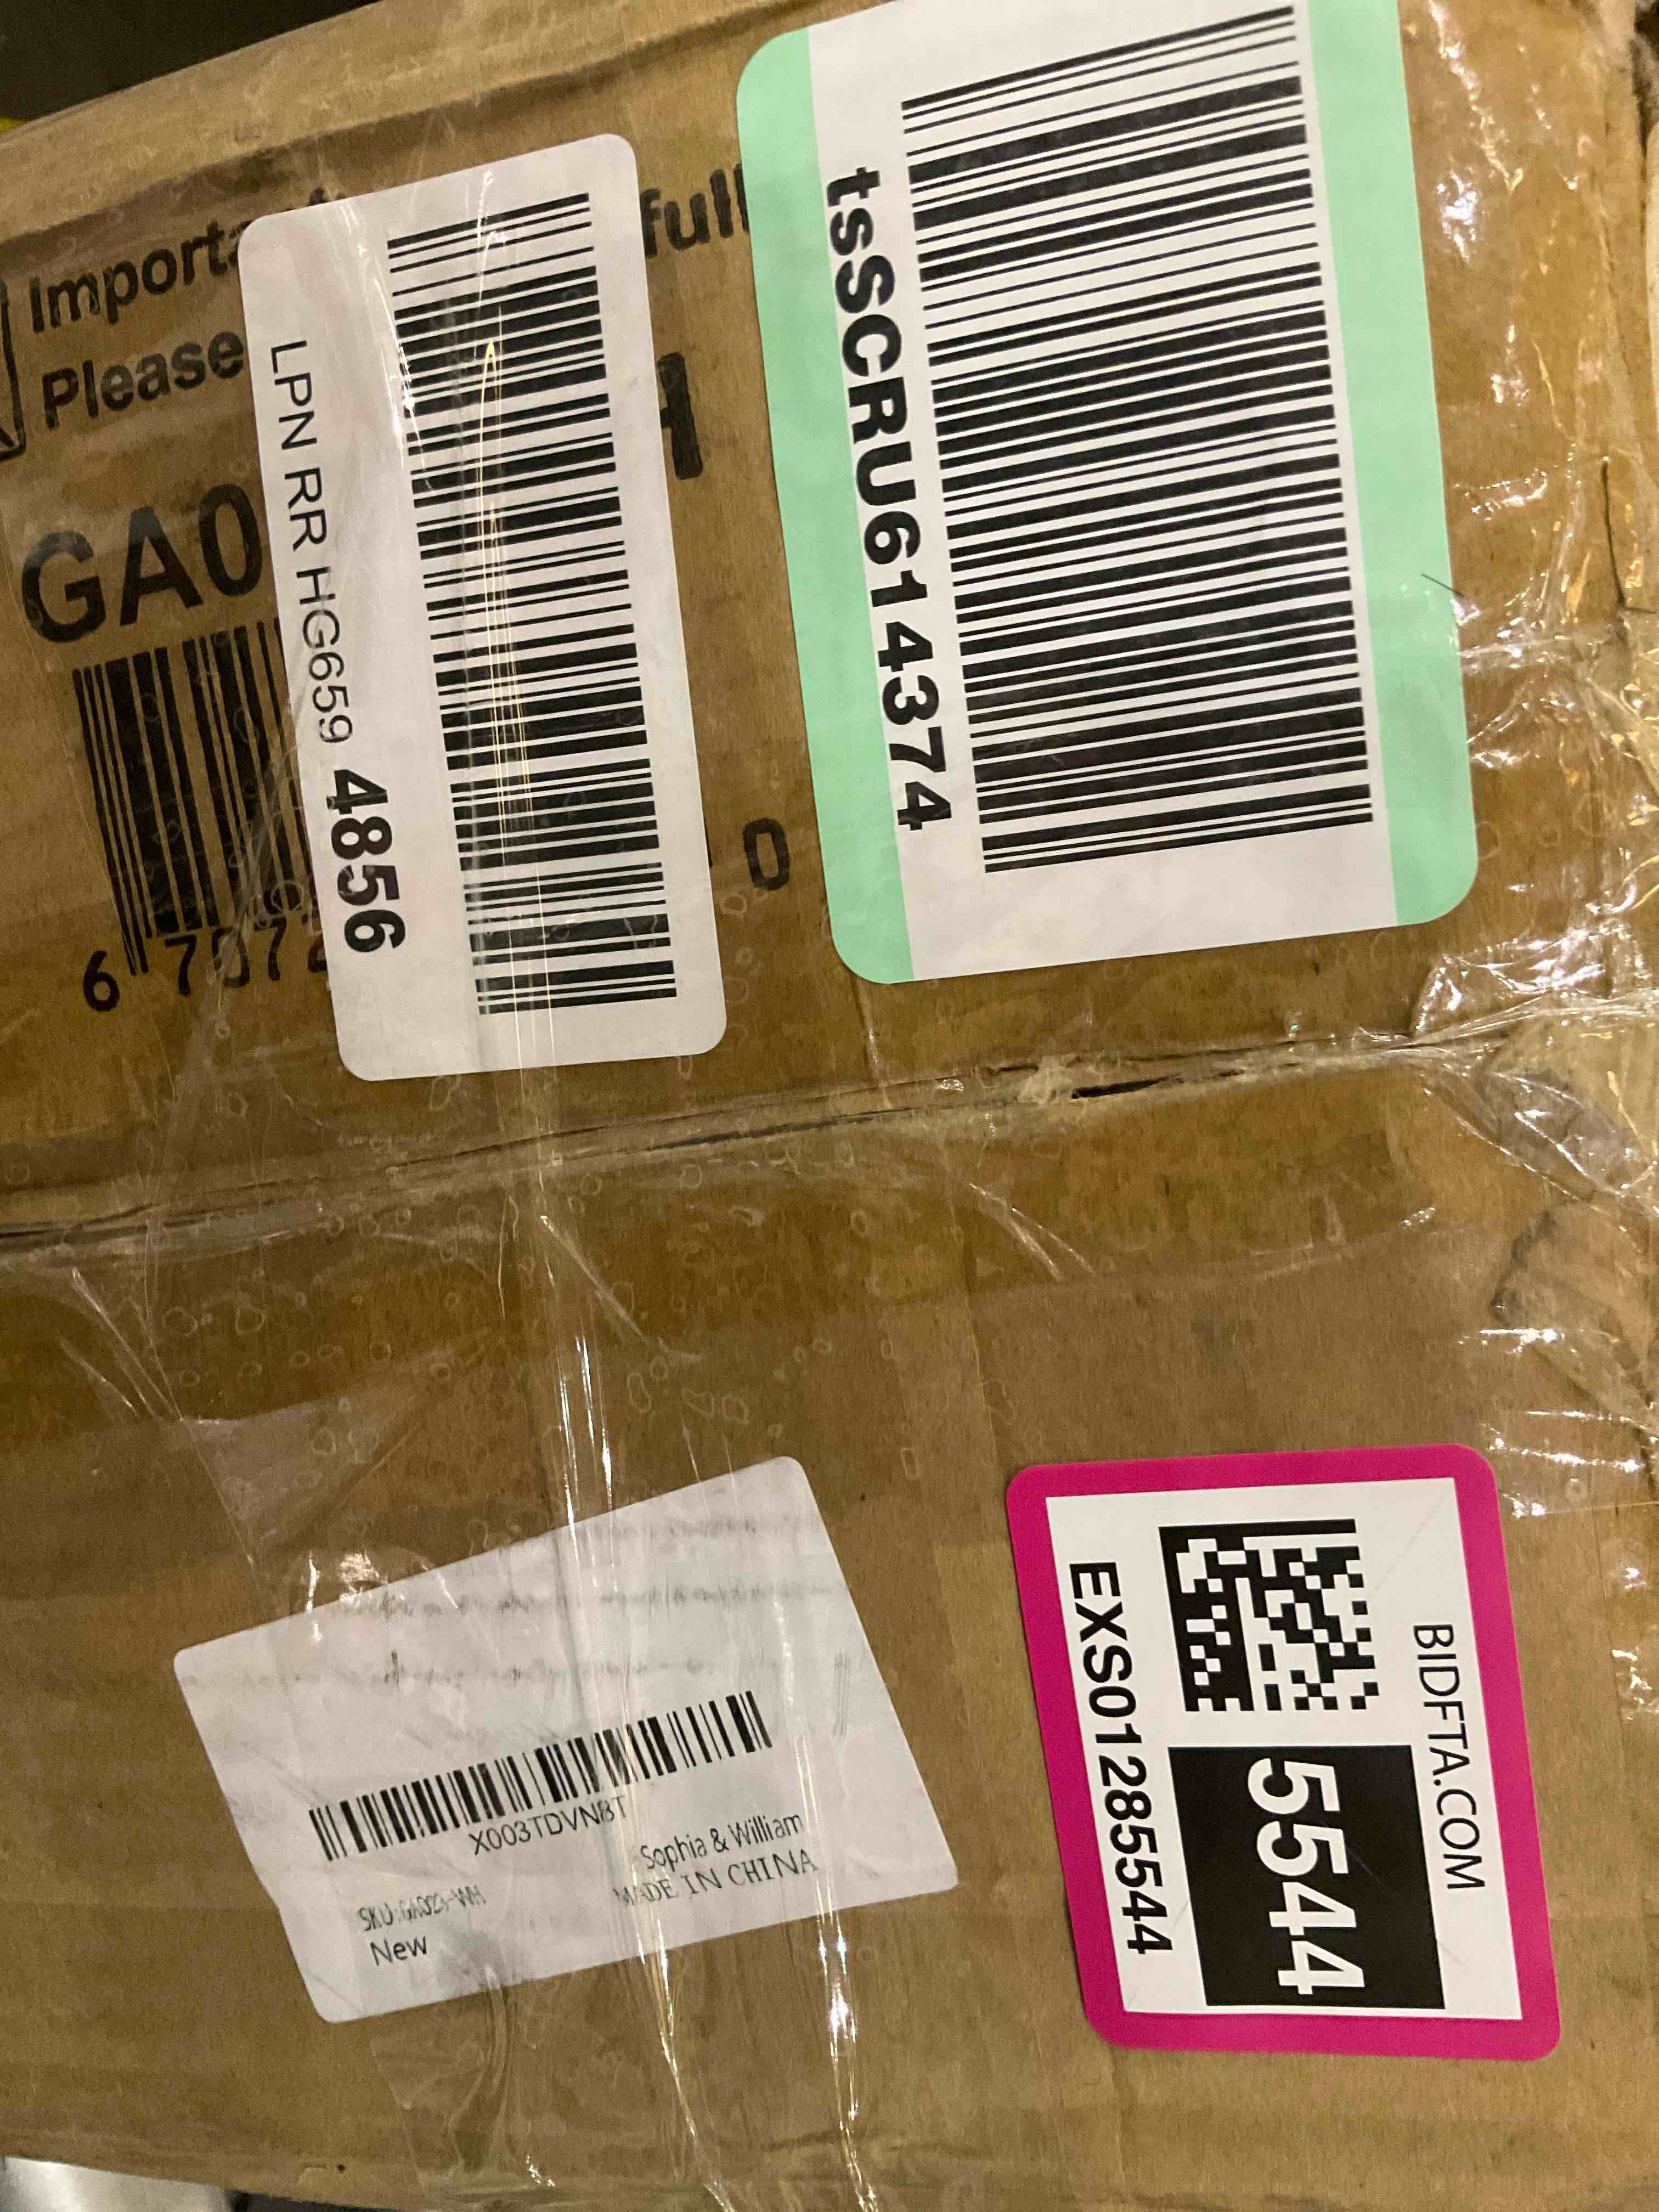 Importa
full
Please
GA0
H
6 7072
0
LPN RR HG659 4856
tsSCRU614374
X003TDVN8T
Sophia & William
MADE IN CHINA
New
BIDFTA.COM
5544
EXS01285544